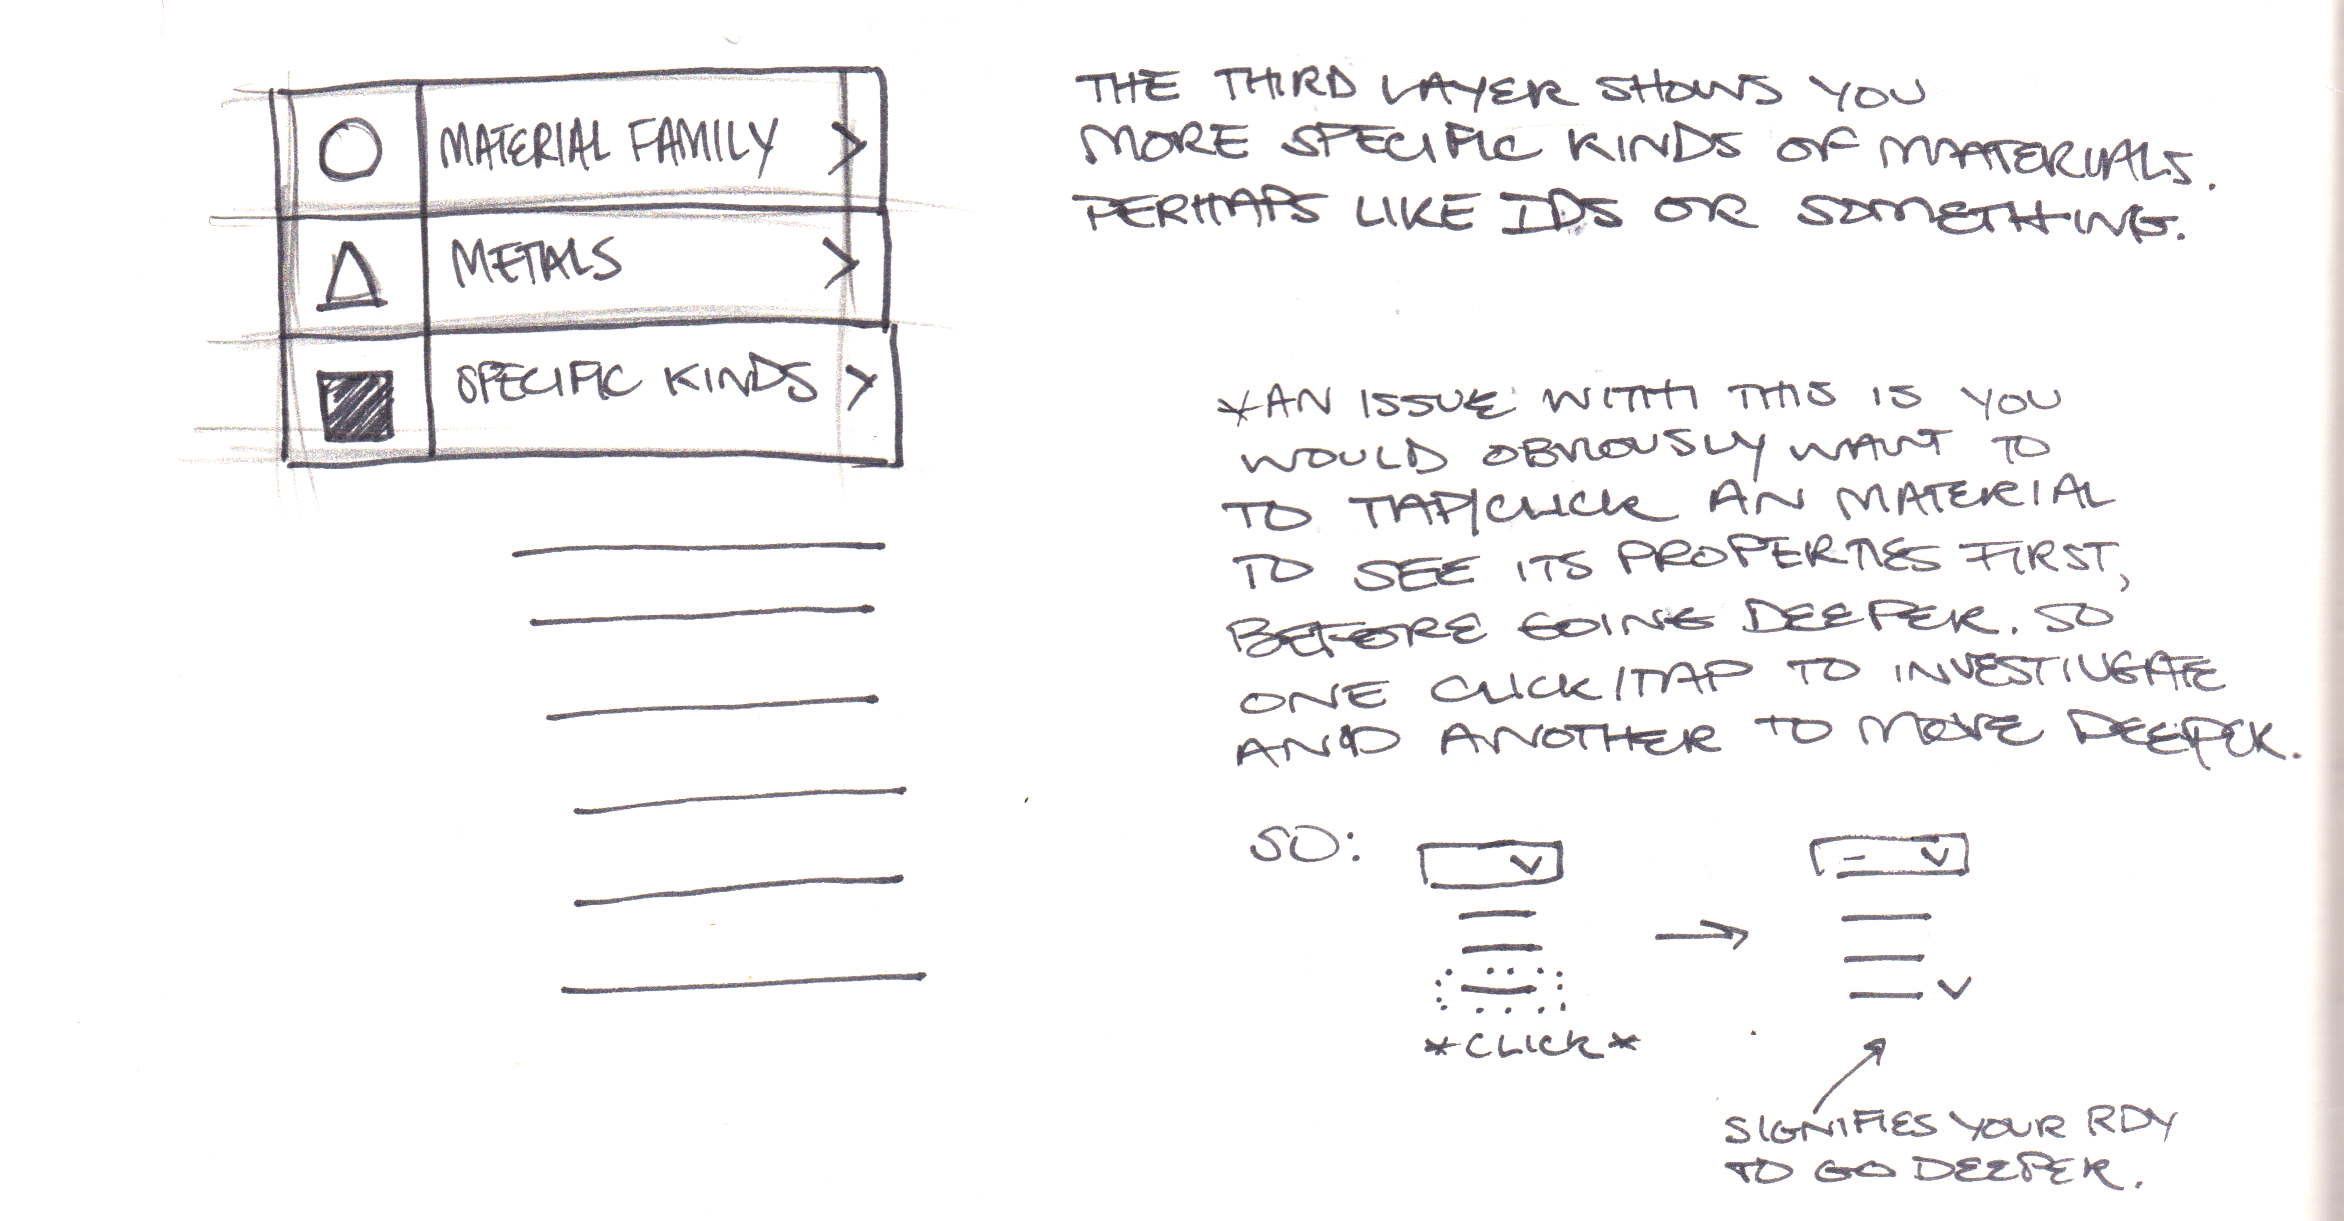 MATERIAL FAMILY >
METALS >
SPECIFIC KINDS >
THE THIRD LAYER SHOWS YOU
MORE SPECIFIC KINDS OF MATERIALS.
PERHAPS LIKE IDS OR SOMETHING.
*AN ISSUE WITH THIS IS YOU
WOULD OBVIOUSLY WANT TO
TO TAP/CLICK AN MATERIAL
TO SEE ITS PROPERTIES FIRST,
BEFORE GOING DEEPER. SO
ONE CLICK/TAP TO INVESTIUGATE
AND ANOTHER TO MOVE DEEPER.
SO:
*CLICK*
SIGNIFIES YOUR RDY
TO GO DEEPER.